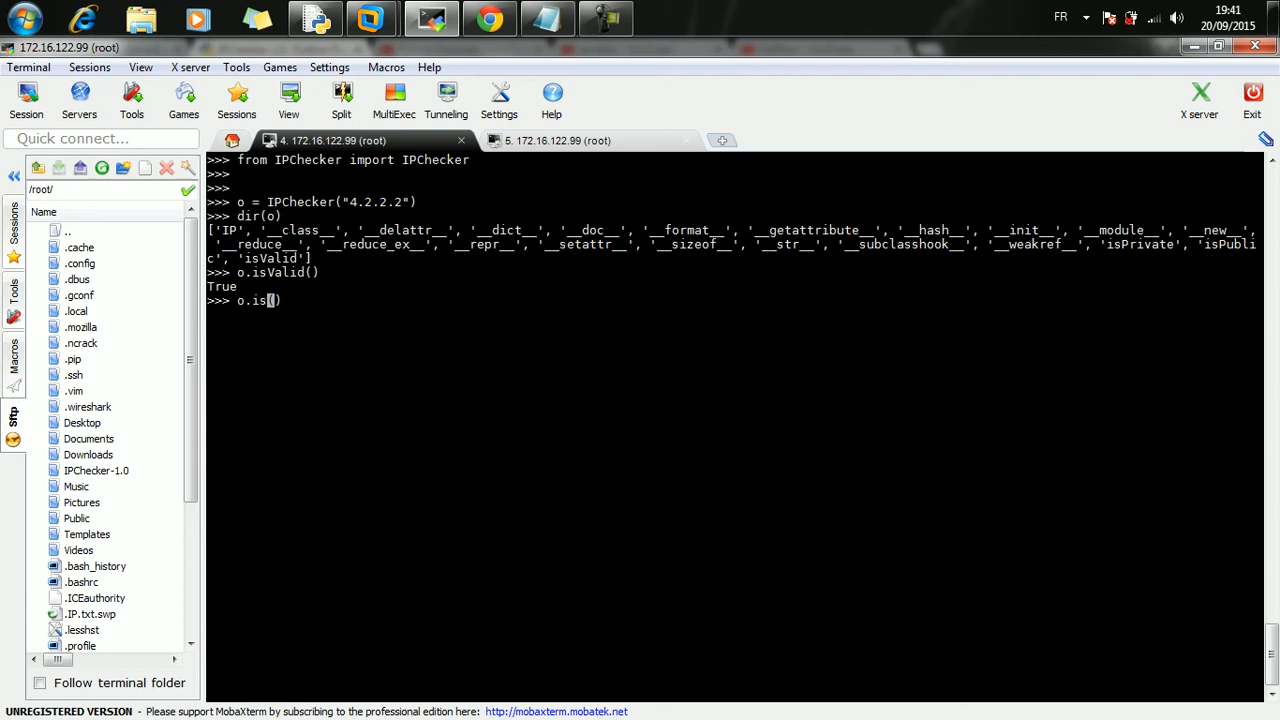 FR
19:41
20/09/2015
172.16.122.99 (root)
Terminal Sessions View X server Tools Games Settings Macros Help
Session Servers Tools Games Sessions View Split MultiExec Tunneling Settings Help X server Exit
Quick connect...
4. 172.16.122.99 (root)
5. 172.16.122.99 (root)
/root/
Name
..
.cache
.config
.dbus
.gconf
.local
.mozilla
.ncrack
.pip
.ssh
.vim
.wireshark
Desktop
Documents
Downloads
IPChecker-1.0
Music
Pictures
Public
Templates
Videos
.bash_history
.bashrc
.ICEauthority
.IP.txt.swp
.lesshst
.profile
Sessions
Tools
Macros
Sftp
Follow terminal folder
>>> from IPChecker import IPChecker
>>>
>>>
>>> o = IPChecker("4.2.2.2")
>>> dir(o)
['IP', '__class__', '__delattr__', '__dict__', '__doc__', '__format__', '__getattribute__', '__hash__', '__init__', '__module__', '__new__',
'__reduce__', '__reduce_ex__', '__repr__', '__setattr__', '__sizeof__', '__str__', '__subclasshook__', '__weakref__', 'isPrivate', 'isPubli
c', 'isValid']
>>> o.isValid()
True
>>> o.is()
UNREGISTERED VERSION - Please support MobaXterm by subscribing to the professional edition here: http://mobaxterm.mobatek.net